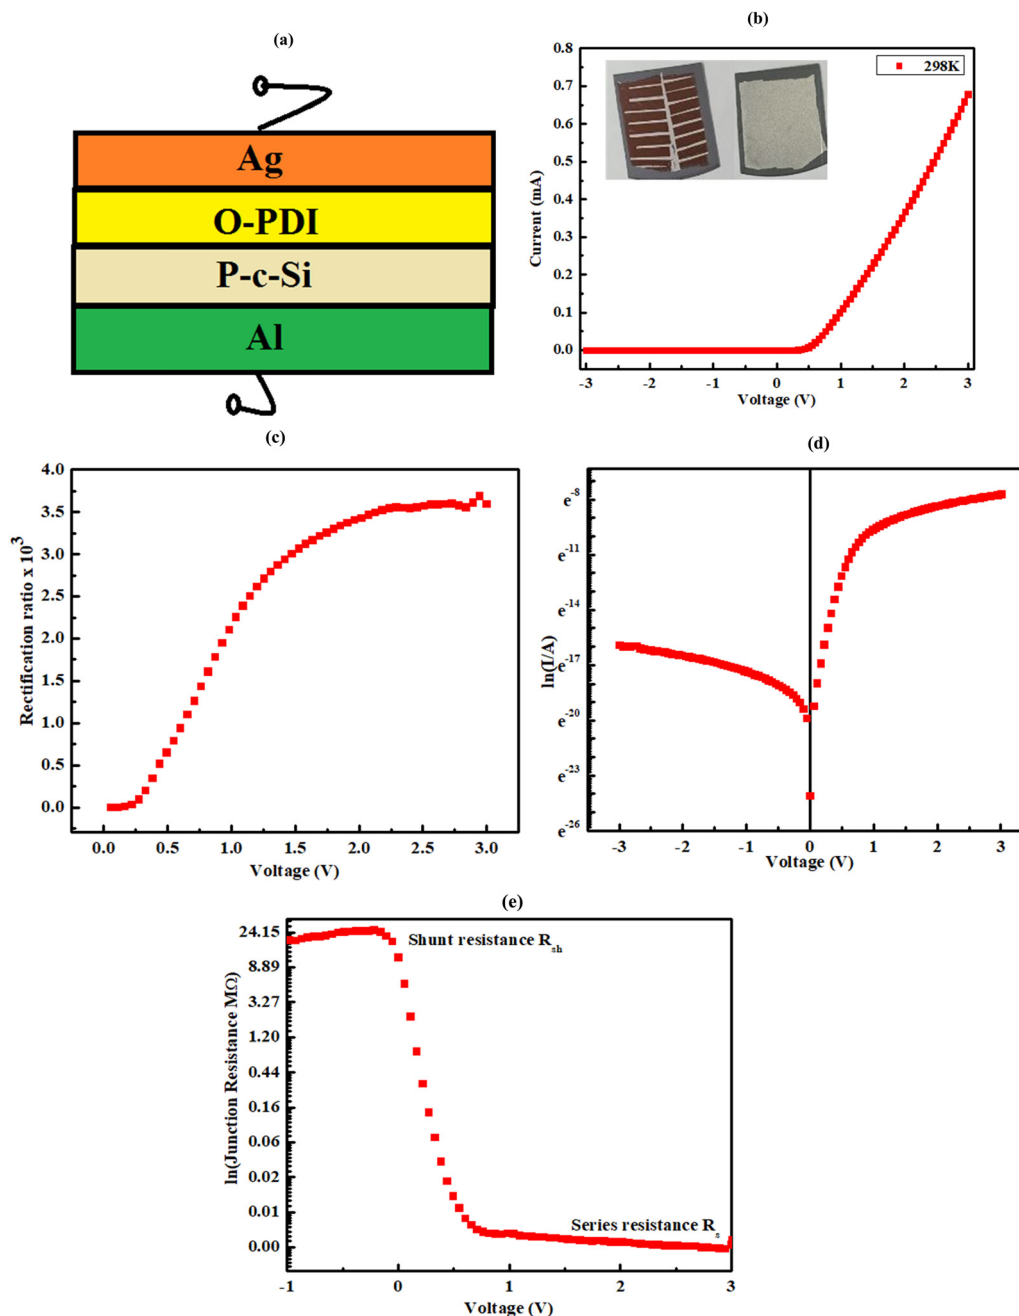 (a)
Ag
O-PDI
P-c-Si
Al
(b)
298K
0.8
0.7
0.6
0.5
0.4
0.3
0.2
0.1
0.0
Current (mA)
-3 -2 -1 0 1 2 3
Voltage (V)
(c)
4.0
3.5
3.0
2.5
2.0
1.5
1.0
0.5
0.0
Rectification ratio x 10³
0.0 0.5 1.0 1.5 2.0 2.5 3.0
Voltage (V)
(d)
e⁻⁸
e⁻¹¹
e⁻¹⁴
e⁻¹⁷
e⁻²⁰
e⁻²³
e⁻²⁶
ln(I/A)
-3 -2 -1 0 1 2 3
Voltage (V)
(e)
24.15
8.89
3.27
1.20
0.44
0.16
0.06
0.02
0.01
0.00
ln(Junction Resistance MΩ)
Shunt resistance Rsh
Series resistance Rs
-1 0 1 2 3
Voltage (V)